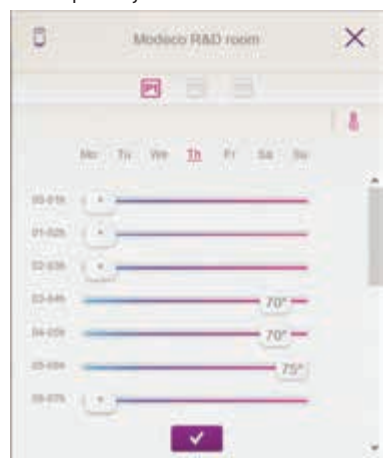 Modeco R&D room
P1
Mo Tu We Th Fr Sa Su
00-01h
01-02h
02-03h
03-04h 70°
04-05h 70°
05-06h 75°
06-07h